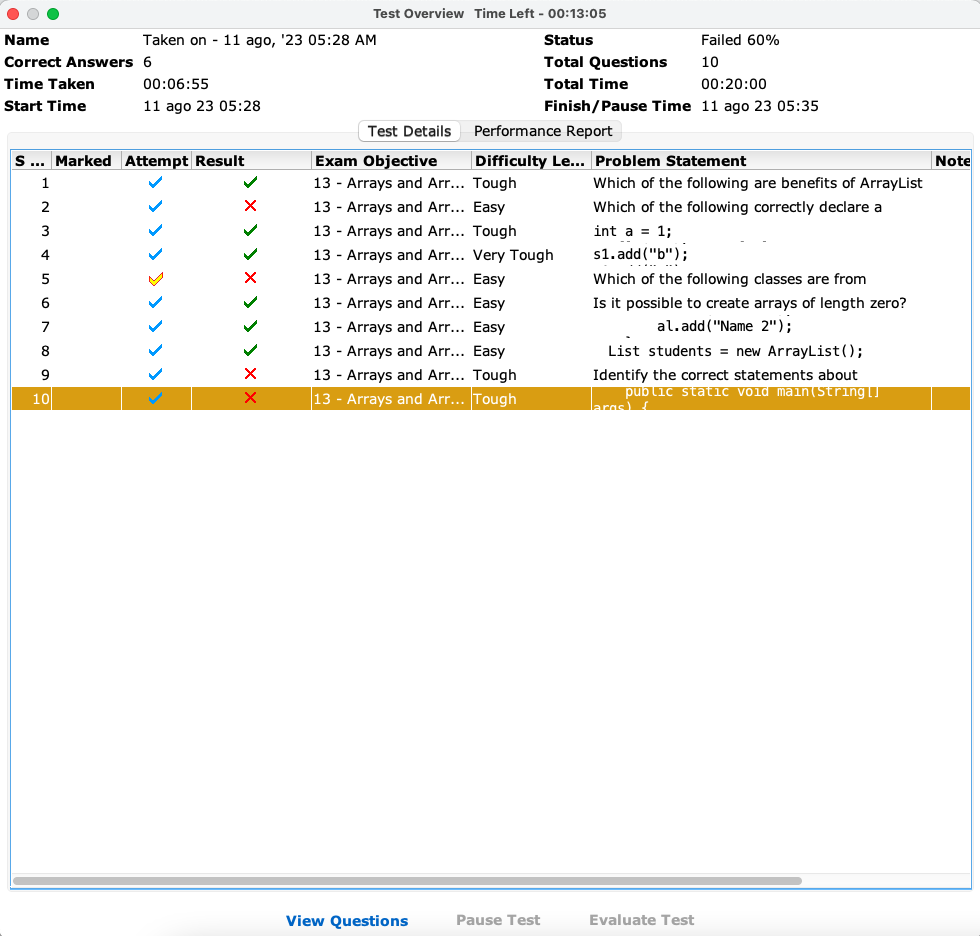 Test Overview Time Left - 00:13:05
Name Taken on - 11 ago, '23 05:28 AM Status Failed 60%
Correct Answers 6 Total Questions 10
Time Taken 00:06:55 Total Time 00:20:00
Start Time 11 ago 23 05:28 Finish/Pause Time 11 ago 23 05:35
Test Details Performance Report
S ... Marked Attempt Result Exam Objective Difficulty Le... Problem Statement Note
1 13 - Arrays and Arr... Tough Which of the following are benefits of ArrayList
2 13 - Arrays and Arr... Easy Which of the following correctly declare a
3 13 - Arrays and Arr... Tough int a = 1;
4 13 - Arrays and Arr... Very Tough s1.add("b");
5 13 - Arrays and Arr... Easy Which of the following classes are from
6 13 - Arrays and Arr... Easy Is it possible to create arrays of length zero?
7 13 - Arrays and Arr... Easy al.add("Name 2");
8 13 - Arrays and Arr... Easy List students = new ArrayList();
9 13 - Arrays and Arr... Tough Identify the correct statements about
10 13 - Arrays and Arr... Tough public static void main(String[]
args) {
View Questions Pause Test Evaluate Test